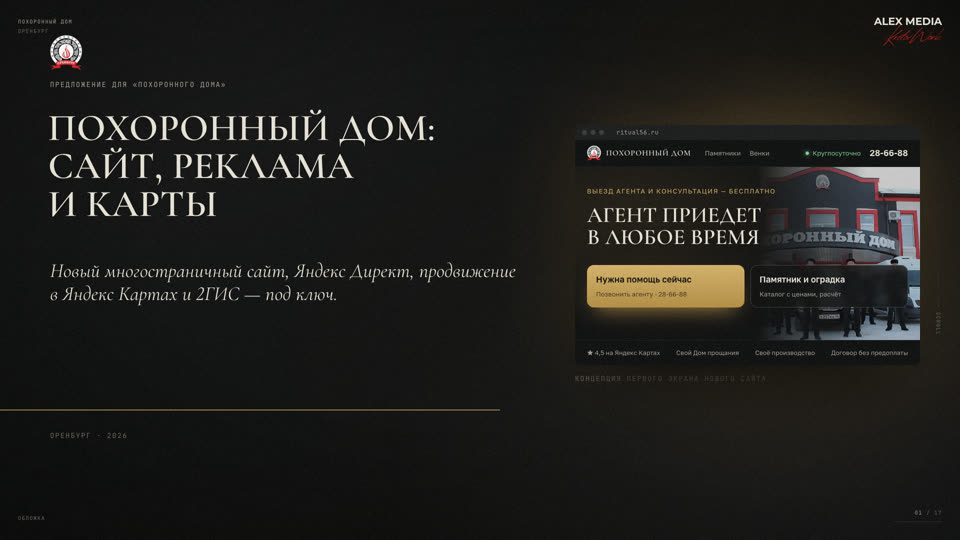 ПОХОРОННЫЙ ДОМ
ОРЕНБУРГ
ALEX MEDIA
ПРЕДЛОЖЕНИЕ ДЛЯ «ПОХОРОННОГО ДОМА»
ПОХОРОННЫЙ ДОМ:
САЙТ, РЕКЛАМА
И КАРТЫ
Новый многостраничный сайт, Яндекс Директ, продвижение
в Яндекс Картах и 2ГИС — под ключ.
ОРЕНБУРГ · 2026
ritual56.ru
ПОХОРОННЫЙ ДОМ Памятники Венки Круглосуточно 28-66-88
ВЫЕЗД АГЕНТА И КОНСУЛЬТАЦИЯ — БЕСПЛАТНО
АГЕНТ ПРИЕДЕТ
В ЛЮБОЕ ВРЕМЯ
ОРОННЫЙ ДОМ
Нужна помощь сейчас
Позвонить агенту · 28-66-88
Памятник и оградка
Каталог с ценами, расчёт
★ 4,5 на Яндекс Картах Свой Дом прощания Своё производство Договор без предоплаты
КОНЦЕПЦИЯ ПЕРВОГО ЭКРАНА НОВОГО САЙТА
SCROLL
ОБЛОЖКА
01 / 17